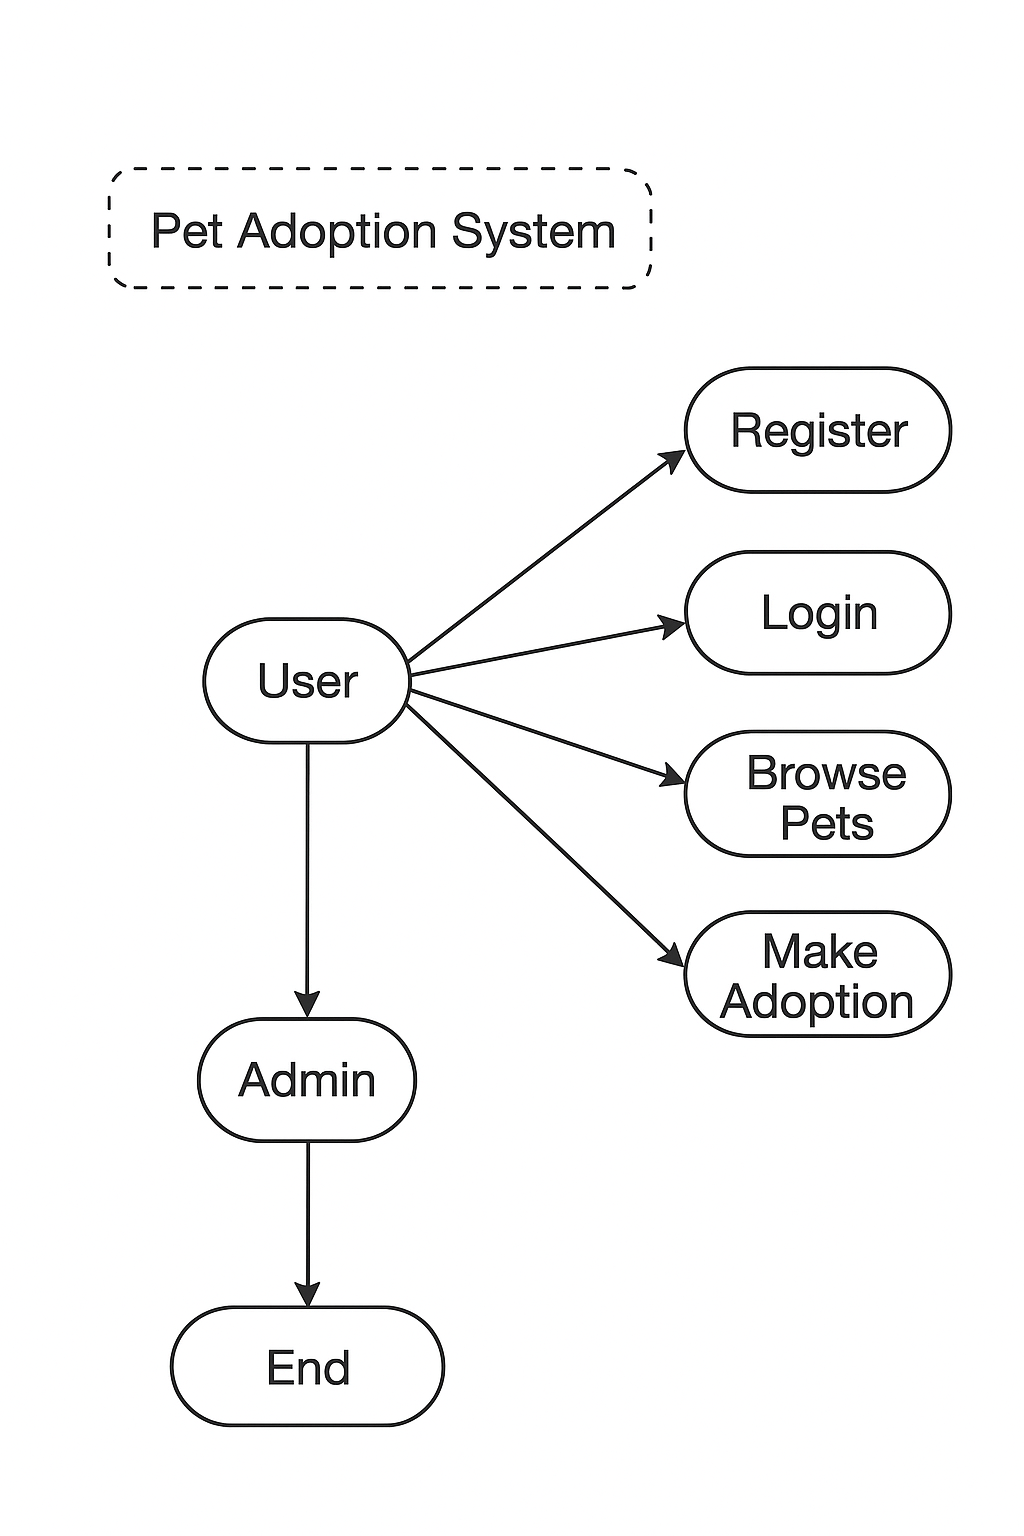 Pet Adoption System
Register
Login
User
Browse
Pets
Make
Adoption
Admin
End